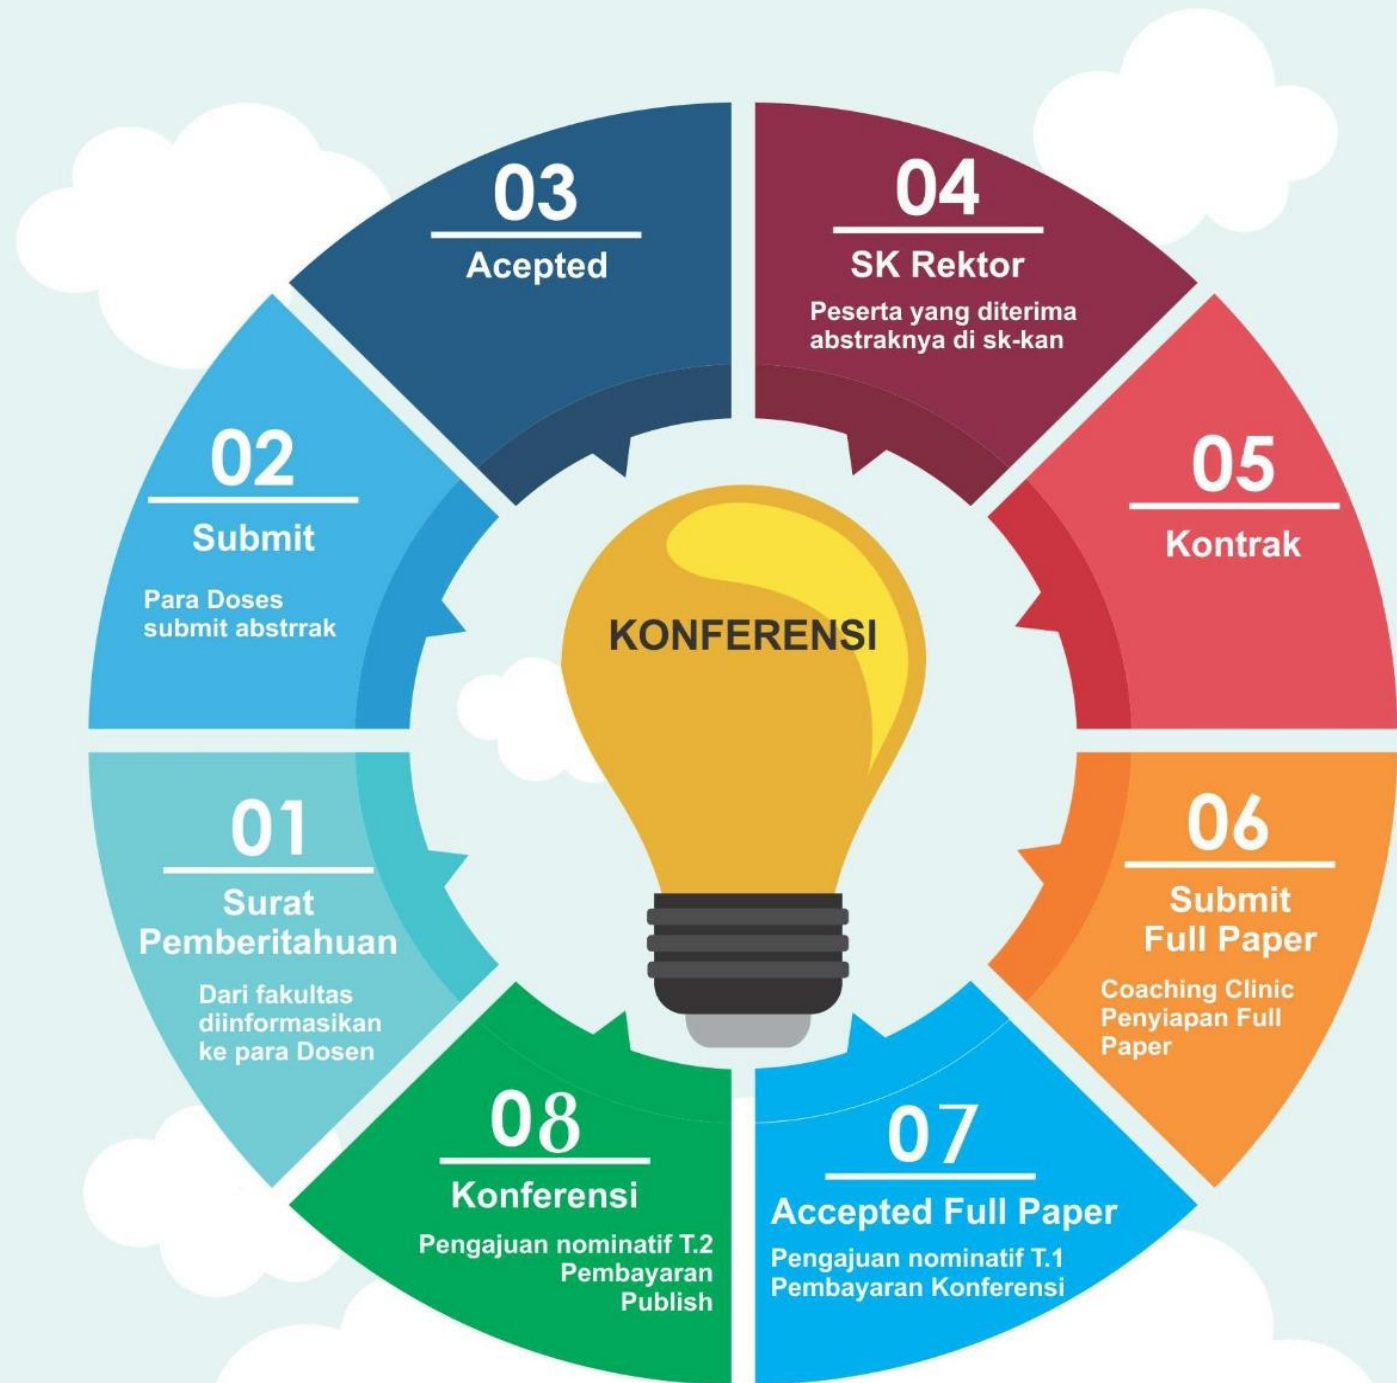 KONFERENSI
01
Surat
Pemberitahuan
Dari fakultas
diinformasikan
ke para Dosen
02
Submit
Para Doses
submit abstrrak
03
Acepted
04
SK Rektor
Peserta yang diterima
abstraknya di sk-kan
05
Kontrak
06
Submit
Full Paper
Coaching Clinic
Penyiapan Full
Paper
07
Accepted Full Paper
Pengajuan nominatif T.1
Pembayaran Konferensi
08
Konferensi
Pengajuan nominatif T.2
Pembayaran
Publish